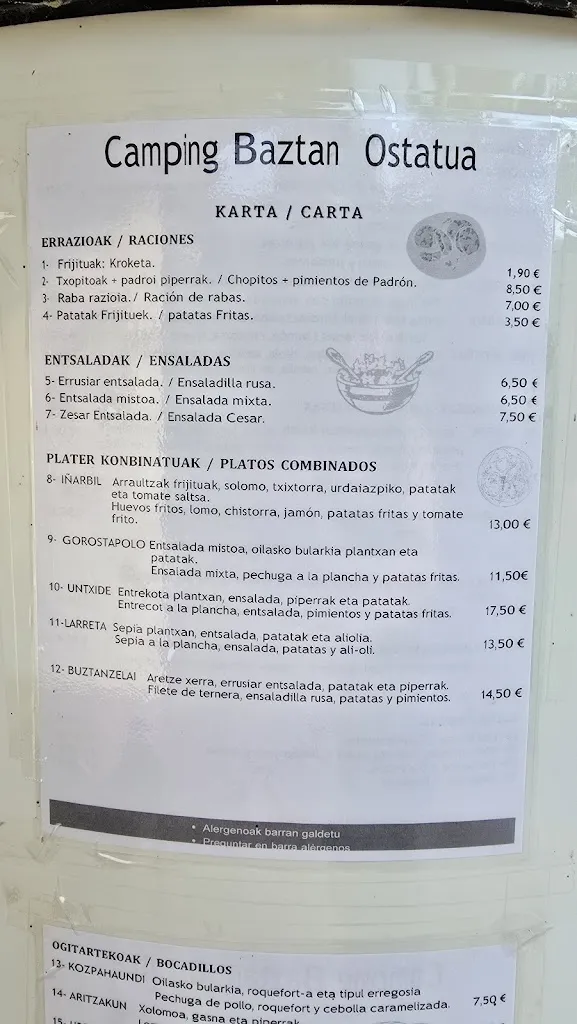 Camping Baztan Ostatua
KARTA / CARTA
ERRAZIOAK / RACIONES
1- Frijituak: Kroketa. 1,90 €
2- Txopitoak + padroi piperrak. / Chopitos + pimientos de Padrón. 8,50 €
3- Raba razioia./ Ración de rabas. 7,00 €
4- Patatak Frijituek. / patatas Fritas. 3,50 €
ENTSALADAK / ENSALADAS
5- Errusiar entsalada. / Ensaladilla rusa. 6,50 €
6- Entsalada mistoa. / Ensalada mixta. 6,50 €
7- Zesar Entsalada. / Ensalada Cesar. 7,50 €
PLATER KONBINATUAK / PLATOS COMBINADOS
8- IÑARBIL Arraultzak frijituak, solomo, txixtorra, urdaiazpiko, patatak
eta tomate saltsa.
Huevos fritos, lomo, chistorra, jamón, patatas fritas y tomate
frito. 13,00 €
9- GOROSTAPOLO Entsalada mistoa, oilasko bularkia plantxan eta
patatak.
Ensalada mixta, pechuga a la plancha y patatas fritas. 11,50€
10- UNTXIDE Entrekota plantxan, ensalada, piperrak eta patatak.
Entrecot a la plancha, entsalada, pimientos y patatas fritas. 17,50 €
11-LARRETA Sepia plantxan, entsalada, patatak eta aliolia.
Sepia a la plancha, ensalada, patatas y ali-oli. 13,50 €
12- BUZTANZELAI Aretze xerra, errusiar entsalada, patatak eta piperrak.
Filete de ternera, ensaladilla rusa, patatas y pimientos. 14,50 €
• Alergenoak barran galdetu
• Preguntar en barra alérgenos
OGITARTEKOAK / BOCADILLOS
13- KOZPAHAUNDI Oilasko bularkia, roquefort-a eta tipul erregosia
Pechuga de pollo, roquefort y cebolla caramelizada. 7,50 €
14- ARITZAKUN Xolomoa, gasna eta piperrak
15-